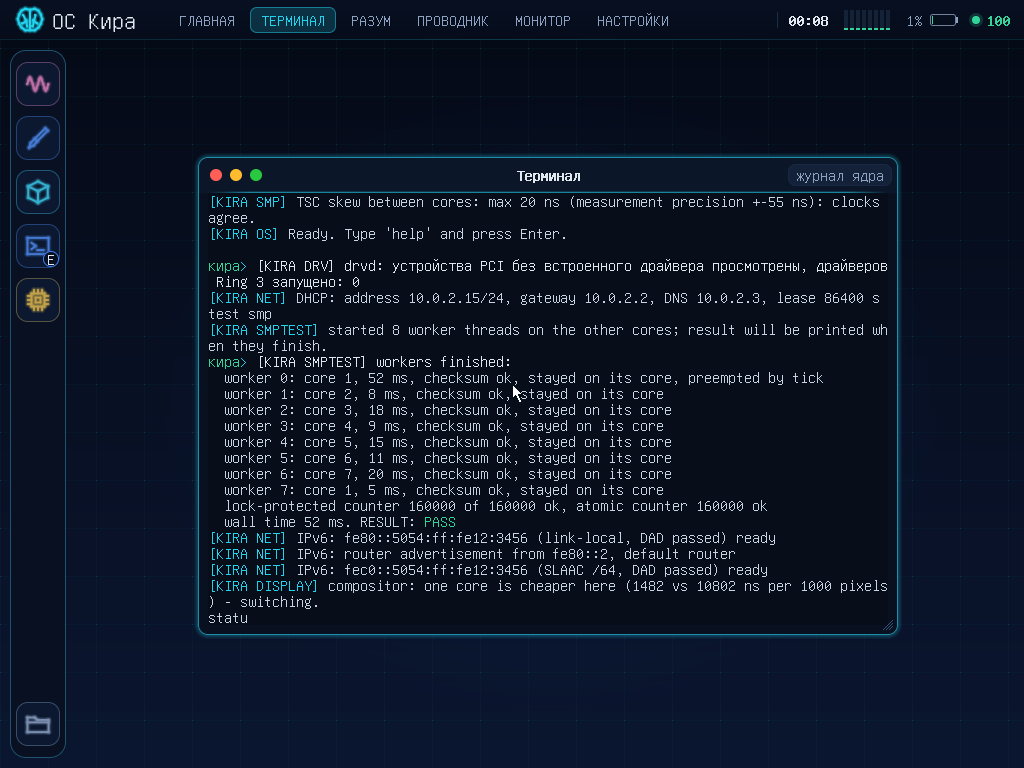 ОС Кира
ГЛАВНАЯ ТЕРМИНАЛ РАЗУМ ПРОВОДНИК МОНИТОР НАСТРОЙКИ
00:08 1% 100
E
Терминал
журнал ядра
[KIRA SMP] TSC skew between cores: max 20 ns (measurement precision +-55 ns): clocks
agree.
[KIRA OS] Ready. Type 'help' and press Enter.
кира> [KIRA DRV] drvd: устройства PCI без встроенного драйвера просмотрены, драйверов
Ring 3 запущено: 0
[KIRA NET] DHCP: address 10.0.2.15/24, gateway 10.0.2.2, DNS 10.0.2.3, lease 86400 s
test smp
[KIRA SMPTEST] started 8 worker threads on the other cores; result will be printed wh
en they finish.
кира> [KIRA SMPTEST] workers finished:
worker 0: core 1, 52 ms, checksum ok, stayed on its core, preempted by tick
worker 1: core 2, 8 ms, checksum ok, stayed on its core
worker 2: core 3, 18 ms, checksum ok, stayed on its core
worker 3: core 4, 9 ms, checksum ok, stayed on its core
worker 4: core 5, 15 ms, checksum ok, stayed on its core
worker 5: core 6, 11 ms, checksum ok, stayed on its core
worker 6: core 7, 20 ms, checksum ok, stayed on its core
worker 7: core 1, 5 ms, checksum ok, stayed on its core
lock-protected counter 160000 of 160000 ok, atomic counter 160000 ok
wall time 52 ms. RESULT: PASS
[KIRA NET] IPv6: fe80::5054:ff:fe12:3456 (link-local, DAD passed) ready
[KIRA NET] IPv6: router advertisement from fe80::2, default router
[KIRA NET] IPv6: fec0::5054:ff:fe12:3456 (SLAAC /64, DAD passed) ready
[KIRA DISPLAY] compositor: one core is cheaper here (1482 vs 10802 ns per 1000 pixels
) - switching.
statu